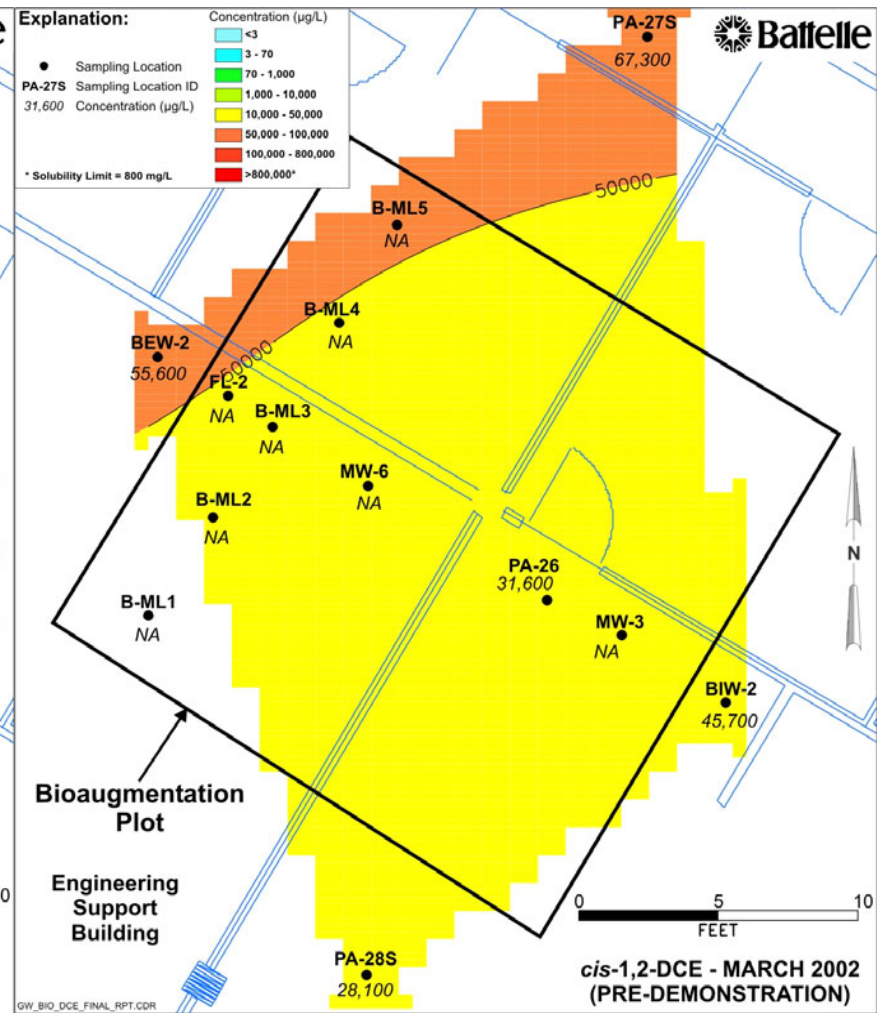 e
Explanation:
Sampling Location
PA-27S Sampling Location ID
31,600 Concentration (µg/L)
* Solubility Limit = 800 mg/L
Concentration (µg/L)
<3
3 - 70
70 - 1,000
1,000 - 10,000
10,000 - 50,000
50,000 - 100,000
100,000 - 800,000
>800,000*
PA-27S
67,300
Battelle
50000
B-ML5
NA
B-ML4
NA
BEW-2
55,600
50000
FL-2
NA
B-ML3
NA
MW-6
NA
B-ML2
NA
N
PA-26
31,600
B-ML1
NA
MW-3
NA
BIW-2
45,700
Bioaugmentation
Plot
Engineering
Support
Building
0
0 5 10
FEET
PA-28S
28,100
cis-1,2-DCE - MARCH 2002
(PRE-DEMONSTRATION)
GW_BIO_DCE_FINAL_RPT.CDR